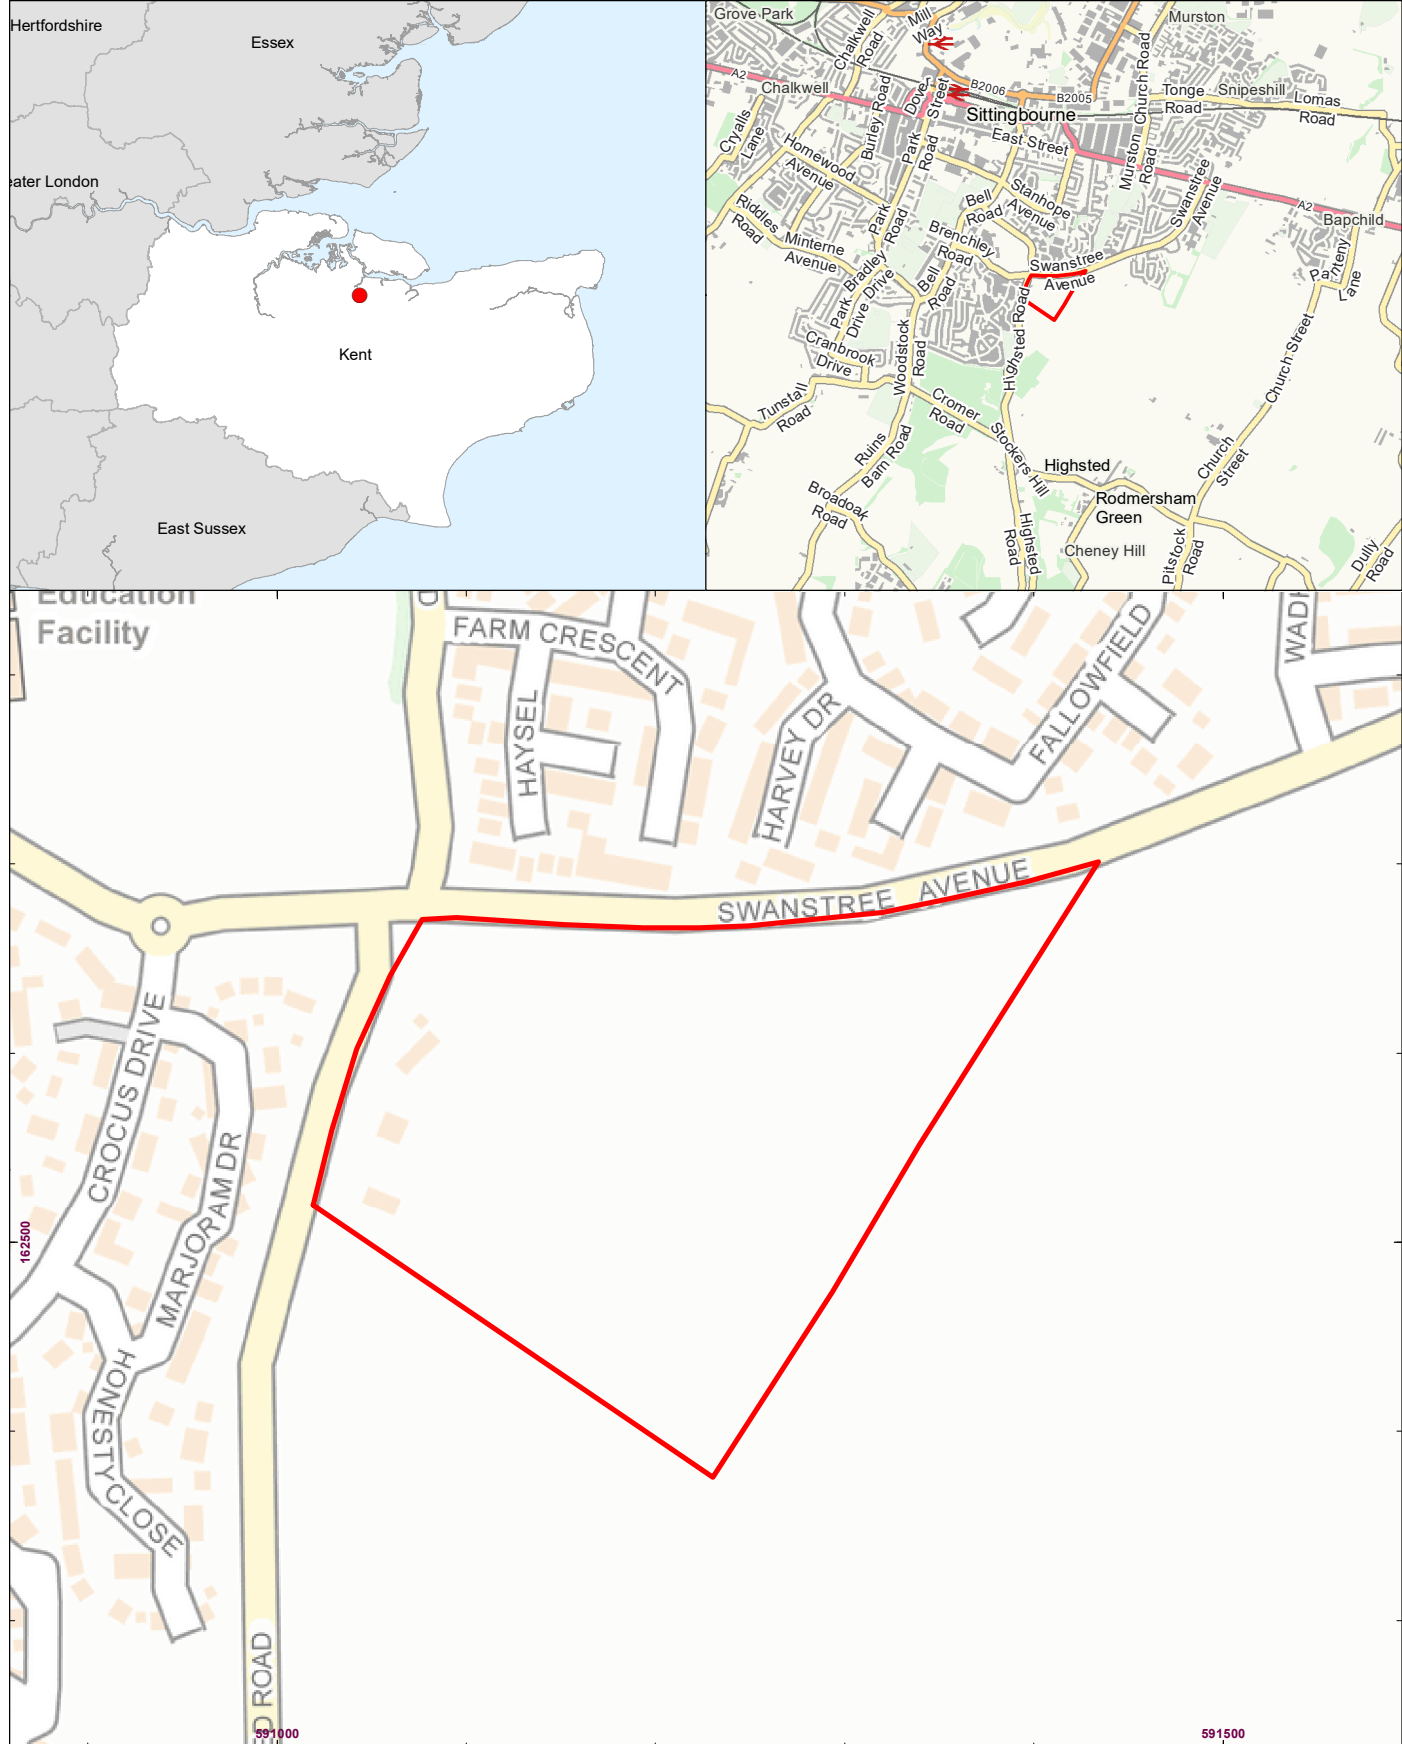 Hertfordshire
Essex
eater London
Kent
East Sussex
Grove Park
Chalkwell
Road
Mill
Way
Murston
A2
Chalkwell
Burley Road
Dover
Street
B2006
B2005
Church Road
Tonge
Road
Snipeshill
Lomas
Road
Sittingbourne
East Street
Cryalls
Lane
Homewood
Avenue
Park
Road
Murston
Road
Swanstree
Avenue
Bell
Road
Stanhope
Avenue
Riddles
Road
Minterne
Avenue
Park
Road
Brenchley
Road
A2
Bapchild
Panteny
Lane
Bradley
Drive
Bell
Road
Swanstree
Avenue
Park
Drive
Cranbrook
Drive
Woodstock
Road
Highsted Road
Church Street
Tunstall
Road
Cromer
Road
Ruins
Barn Road
Stockers Hill
Church
Street
Highsted
Rodmersham
Green
Broadoak
Road
Highsted
Road
Cheney Hill
Pitstock
Road
Dully
Road
Education
Facility
D
FARM CRESCENT
HAYSEL
HARVEY DR
FALLOWFIELD
WADH
SWANSTREE AVENUE
CROCUS DRIVE
MARJORAM DR
HONESTY CLOSE
162500
ED ROAD
591000
591500